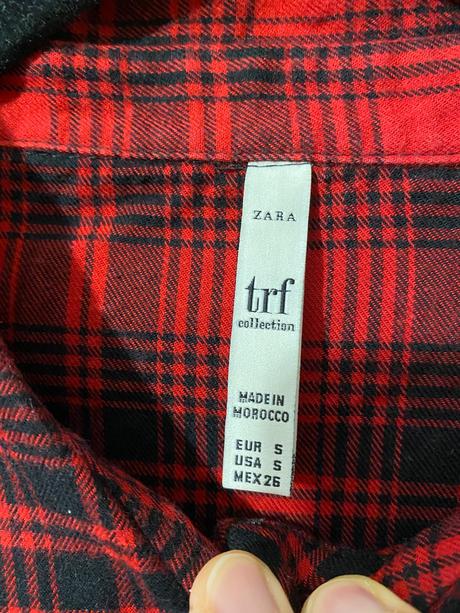 ZARA
trf
collection
MADE IN
MOROCCO
EUR S
USA S
MEX 26